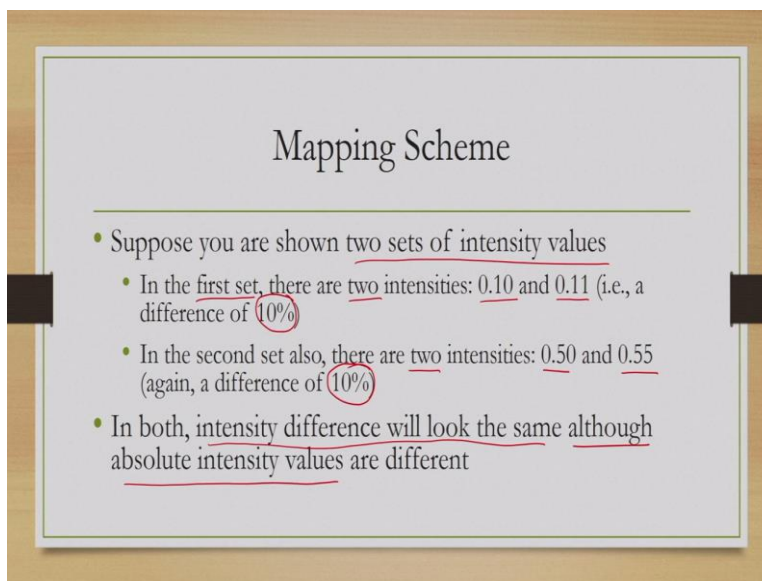 Mapping Scheme
• Suppose you are shown two sets of intensity values
• In the first set, there are two intensities: 0.10 and 0.11 (i.e., a
difference of 10%)
• In the second set also, there are two intensities: 0.50 and 0.55
(again, a difference of 10%)
• In both, intensity difference will look the same although
absolute intensity values are different